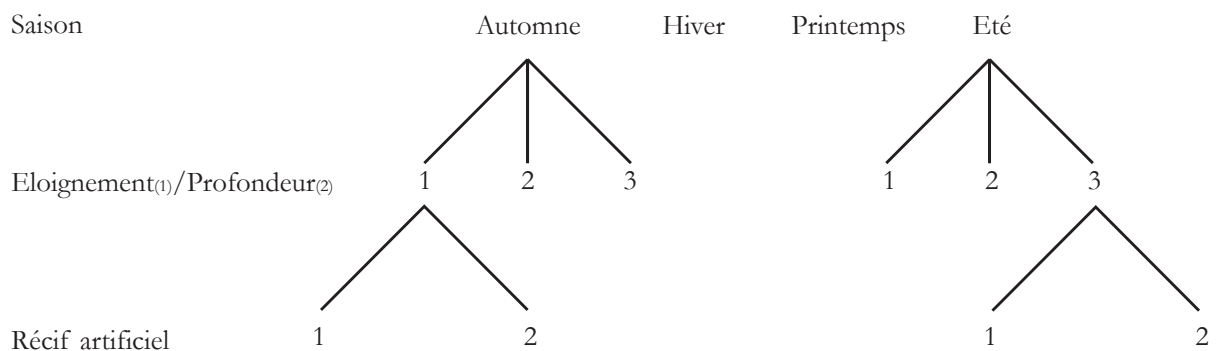 Saison Automne Hiver Printemps Eté
Eloignement(1)/Profondeur(2) 1 2 3 1 2 3
Récif artificiel 1 2 1 2